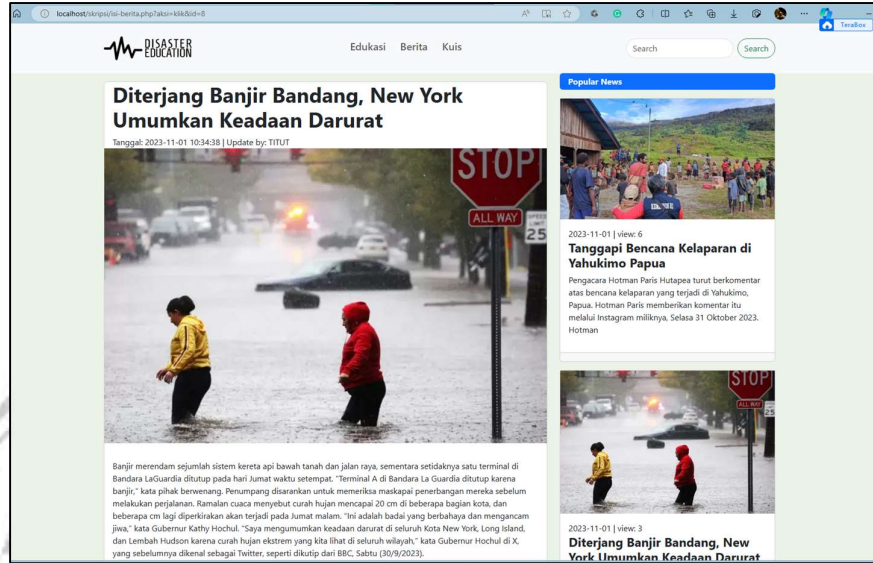 localhost/skripsi/isi-berita.php?aksi=klik&id=8
TeraBox
DISASTER
EDUCATION
Edukasi Berita Kuis
Search
Search
Diterjang Banjir Bandang, New York
Umumkan Keadaan Darurat
Tanggal: 2023-11-01 10:34:38 | Update by: TITUT
STOP
ALL WAY
SPEED
LIMIT
25
Banjir merendam sejumlah sistem kereta api bawah tanah dan jalan raya, sementara setidaknya satu terminal di
Bandara LaGuardia ditutup pada hari Jumat waktu setempat. "Terminal A di Bandara La Guardia ditutup karena
banjir," kata pihak berwenang. Penumpang disarankan untuk memeriksa maskapai penerbangan mereka sebelum
melakukan perjalanan. Ramalan cuaca menyebut curah hujan mencapai 20 cm di beberapa bagian kota, dan
beberapa cm lagi diperkirakan akan terjadi pada Jumat malam. "Ini adalah badai yang berbahaya dan mengancam
jiwa," kata Gubernur Kathy Hochul. "Saya mengumumkan keadaan darurat di seluruh Kota New York, Long Island,
dan Lembah Hudson karena curah hujan ekstrem yang kita lihat di seluruh wilayah," kata Gubernur Hochul di X,
yang sebelumnya dikenal sebagai Twitter, seperti dikutip dari BBC, Sabtu (30/9/2023).
Popular News
2023-11-01 | view: 6
Tanggapi Bencana Kelaparan di
Yahukimo Papua
Pengacara Hotman Paris Hutapea turut berkomentar
atas bencana kelaparan yang terjadi di Yahukimo,
Papua. Hotman Paris memberikan komentar itu
melalui Instagram miliknya, Selasa 31 Oktober 2023.
Hotman
STOP
ALL WAY
25
2023-11-01 | view: 3
Diterjang Banjir Bandang, New
York Umumkan Keadaan Darurat